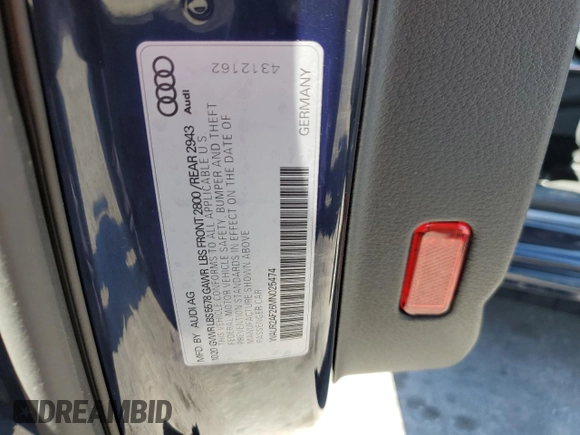 Audi
4312162
GERMANY
MFD. BY AUDI AG
10.20 GVWR LBS 5578 GAWR LBS FRONT 2800 /REAR 2943
THIS VEHICLE CONFORMS TO ALL APPLICABLE U.S.
FEDERAL MOTOR VEHICLE SAFETY, BUMPER AND THEFT
PREVENTION STANDARDS IN EFFECT ON THE DATE OF
MANUFACTURE SHOWN ABOVE
PASSENGER CAR
WAUR2AF26MN025474
DREAMBID